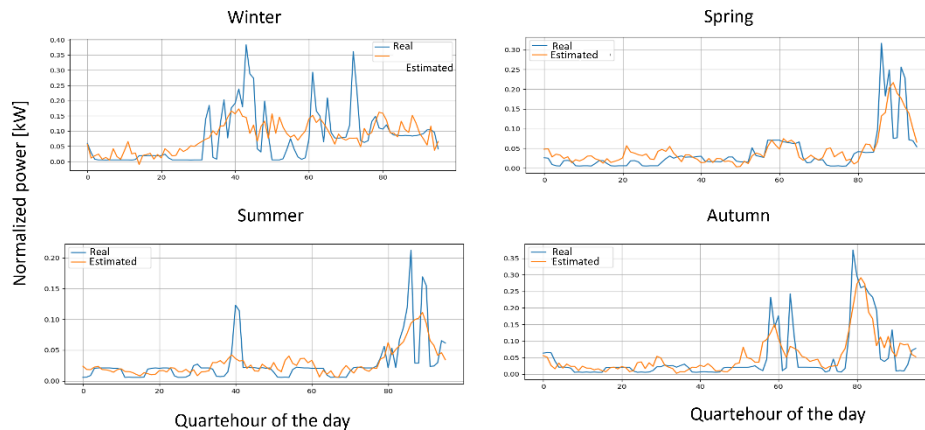 Winter
Spring
Real
Estimated
0.40
0.35
0.30
0.25
0.20
0.15
0.10
0.05
0.00
0 20 40 60 80
Real
Estimated
0.30
0.25
0.20
0.15
0.10
0.05
0.00
0 20 40 60 80
Normalized power [kW]
Summer
Autumn
Real
Estimated
0.20
0.15
0.10
0.05
0.00
0 20 40 60 80
Real
Estimated
0.35
0.30
0.25
0.20
0.15
0.10
0.05
0.00
0 20 40 60 80
Quartehour of the day
Quartehour of the day